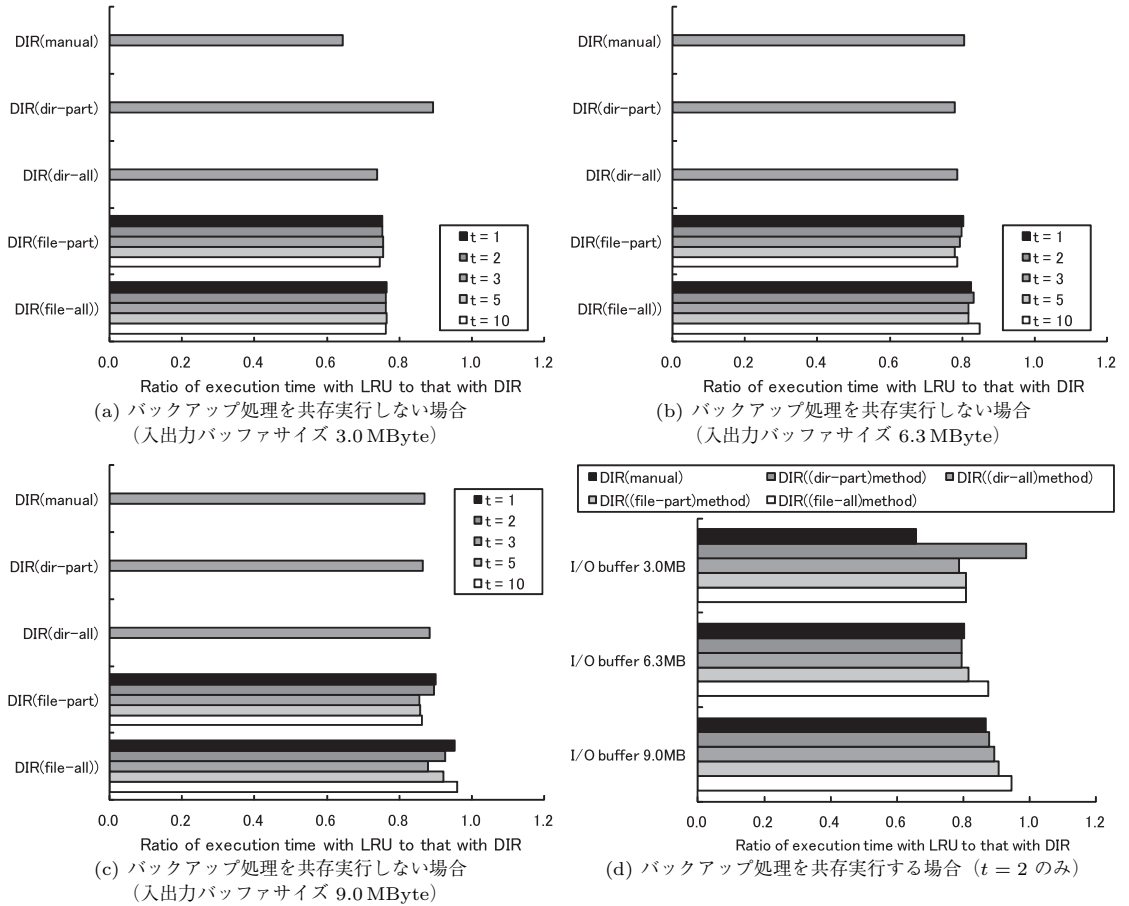 DIR(manual)
DIR(dir-part)
DIR(dir-all)
DIR(file-part)
DIR(file-all))
t = 1
t = 2
t = 3
t = 5
t = 10
0.0 0.2 0.4 0.6 0.8 1.0 1.2
Ratio of execution time with LRU to that with DIR
(a) バックアップ処理を共存実行しない場合
（入出力バッファサイズ 3.0 MByte）
DIR(manual)
DIR(dir-part)
DIR(dir-all)
DIR(file-part)
DIR(file-all))
t = 1
t = 2
t = 3
t = 5
t = 10
0.0 0.2 0.4 0.6 0.8 1.0 1.2
Ratio of execution time with LRU to that with DIR
(b) バックアップ処理を共存実行しない場合
（入出力バッファサイズ 6.3 MByte）
DIR(manual)
DIR(dir-part)
DIR(dir-all)
DIR(file-part)
DIR(file-all))
t = 1
t = 2
t = 3
t = 5
t = 10
0.0 0.2 0.4 0.6 0.8 1.0 1.2
Ratio of execution time with LRU to that with DIR
(c) バックアップ処理を共存実行しない場合
（入出力バッファサイズ 9.0 MByte）
DIR(manual) DIR((dir-part)method) DIR((dir-all)method)
DIR((file-part)method) DIR((file-all)method)
I/O buffer 3.0MB
I/O buffer 6.3MB
I/O buffer 9.0MB
0.0 0.2 0.4 0.6 0.8 1.0 1.2
Ratio of execution time with LRU to that with DIR
(d) バックアップ処理を共存実行する場合（t = 2 のみ）